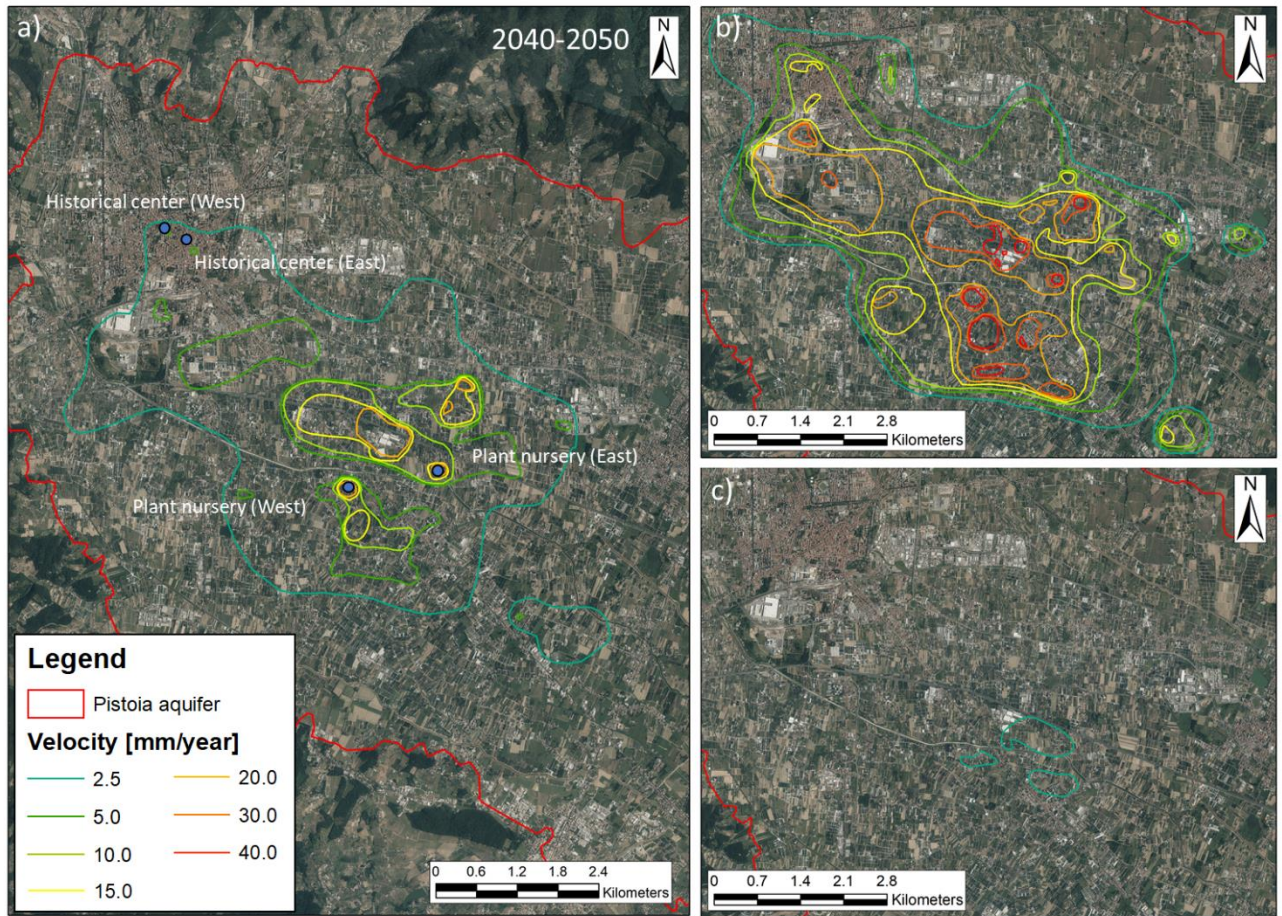 a)
2040-2050
N
Historical center (West)
Historical center (East)
Plant nursery (East)
Plant nursery (West)
Legend
Pistoia aquifer
Velocity [mm/year]
2.5
20.0
5.0
30.0
10.0
40.0
15.0
0 0.6 1.2 1.8 2.4
Kilometers
b)
N
0 0.7 1.4 2.1 2.8
Kilometers
c)
N
0 0.7 1.4 2.1 2.8
Kilometers